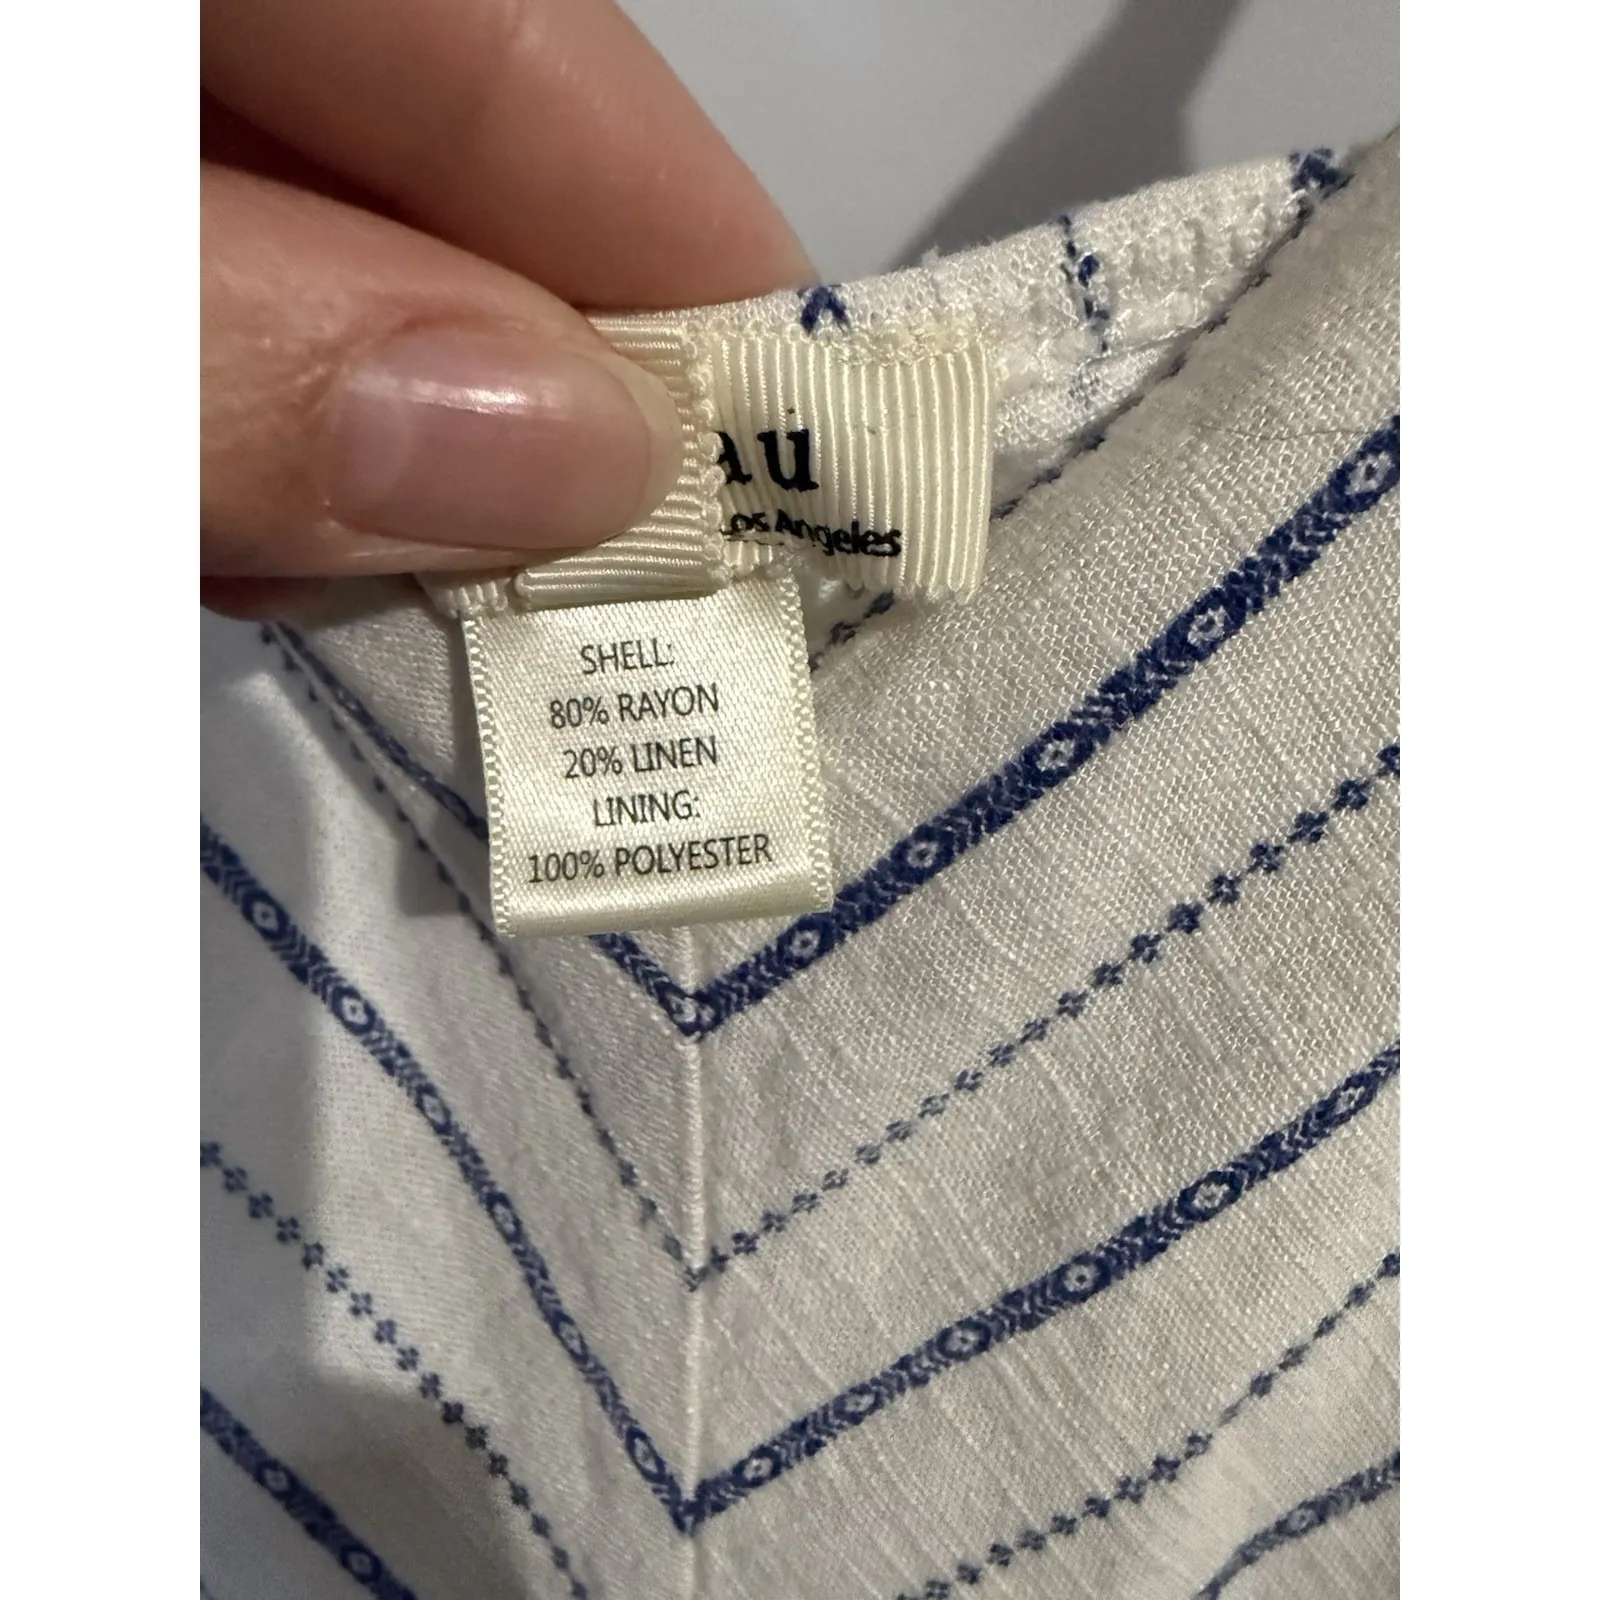 au
Los Angeles
SHELL:
80% RAYON
20% LINEN
LINING:
100% POLYESTER